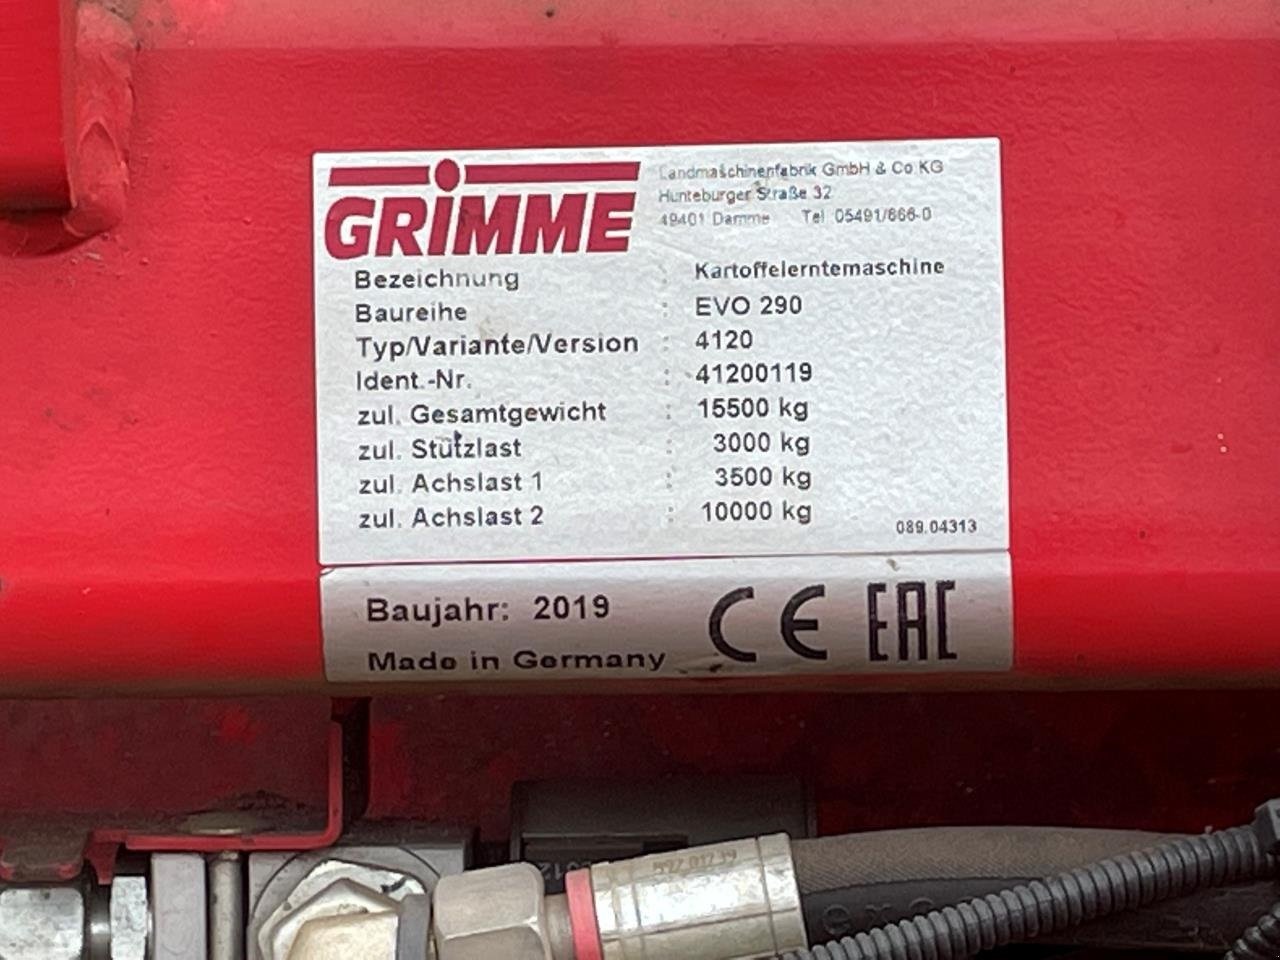 GRIMME
Landmaschinenfabrik GmbH & Co KG
Hunteburger Straße 32
49401 Damme Tel 05491/666-0
Bezeichnung : Kartoffelerntemaschine
Baureihe : EVO 290
Typ/Variante/Version : 4120
Ident.-Nr. : 41200119
zul. Gesamtgewicht : 15500 kg
zul. Stützlast : 3000 kg
zul. Achslast 1 : 3500 kg
zul. Achslast 2 : 10000 kg
089.04313
Baujahr: 2019 CE EAC
Made in Germany